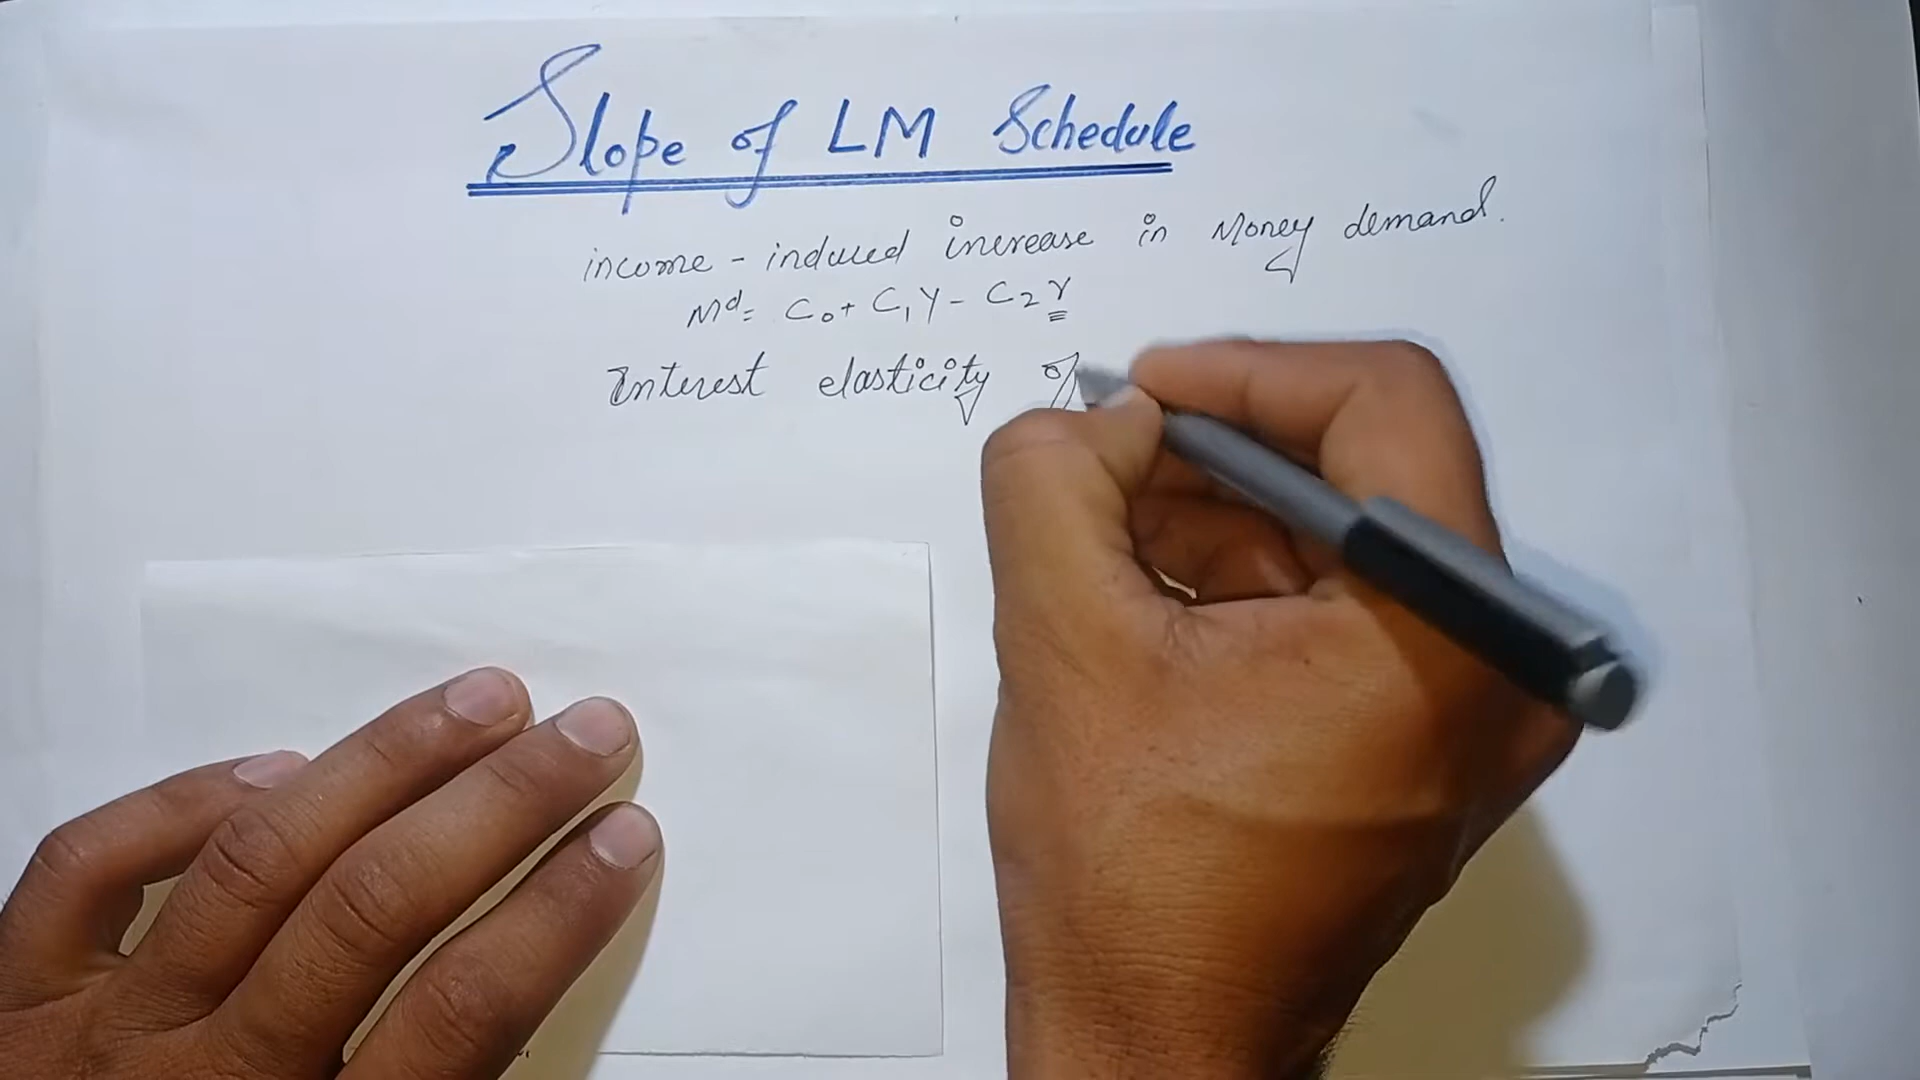 Slope of LM Schedule
income - induced increase in Money demand.
Mᵈ = C₀ + C₁Y - C₂r
Interest elasticity of